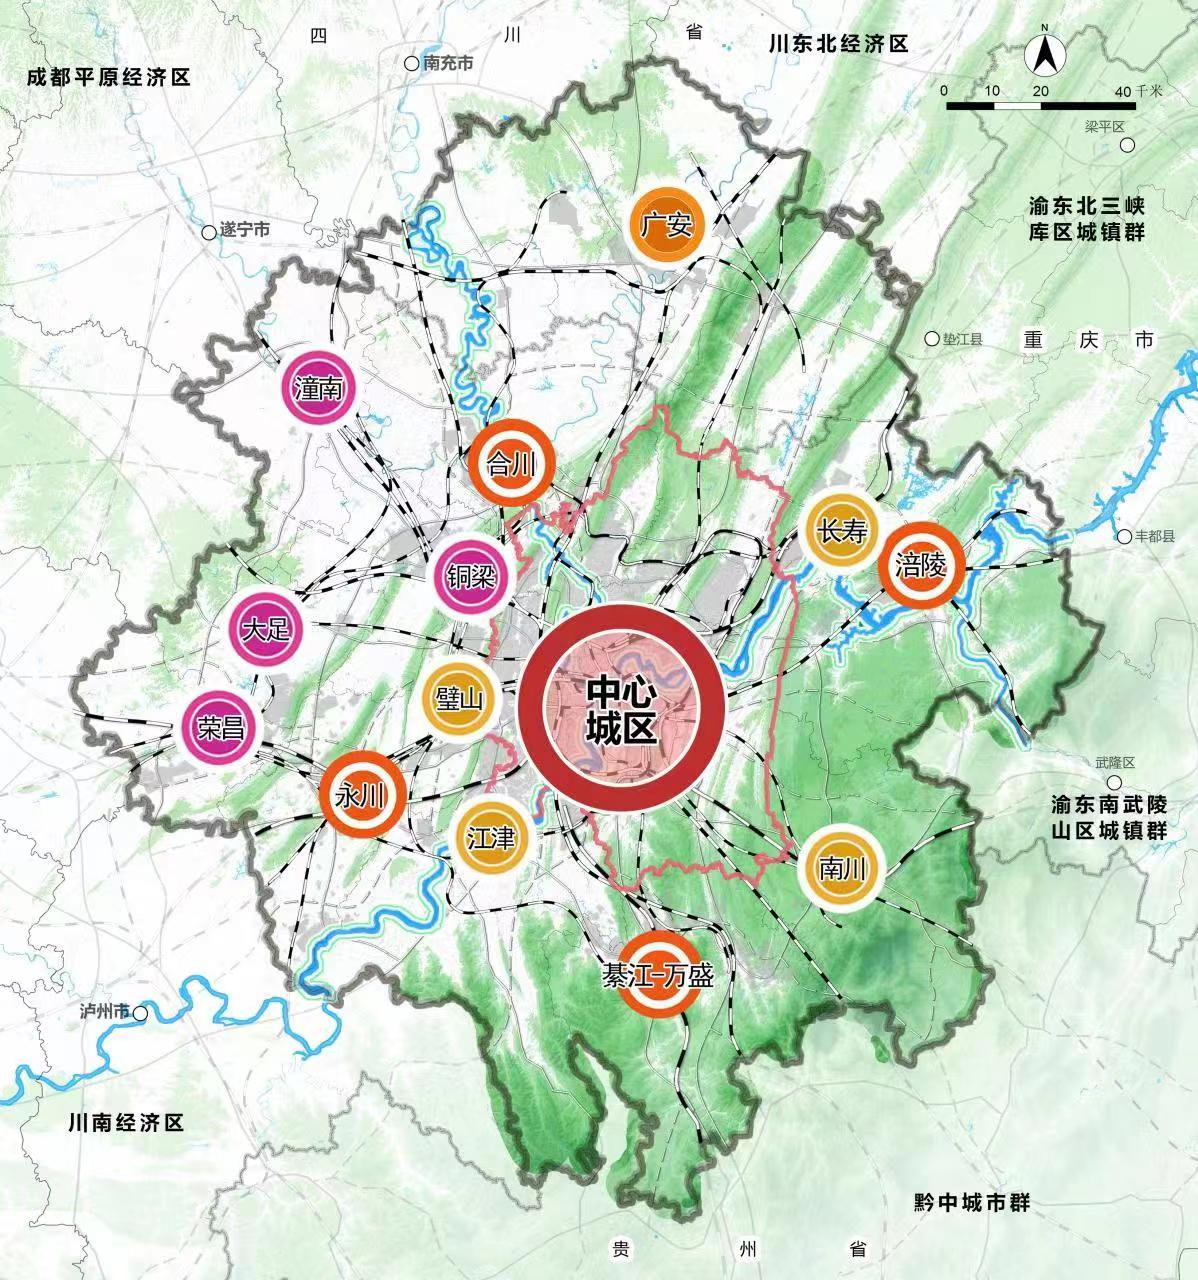 四 川 省
川东北经济区
N
成都平原经济区
南充市
0 10 20 40 千米
梁平区
渝东北三峡
库区城镇群
广安
遂宁市
垫江县
重 庆 市
潼南
合川
长寿
涪陵
丰都县
铜梁
大足
璧山
中心
城区
荣昌
武隆区
永川
渝东南武陵
山区城镇群
江津
南川
綦江-万盛
泸州市
川南经济区
黔中城市群
贵 州 省